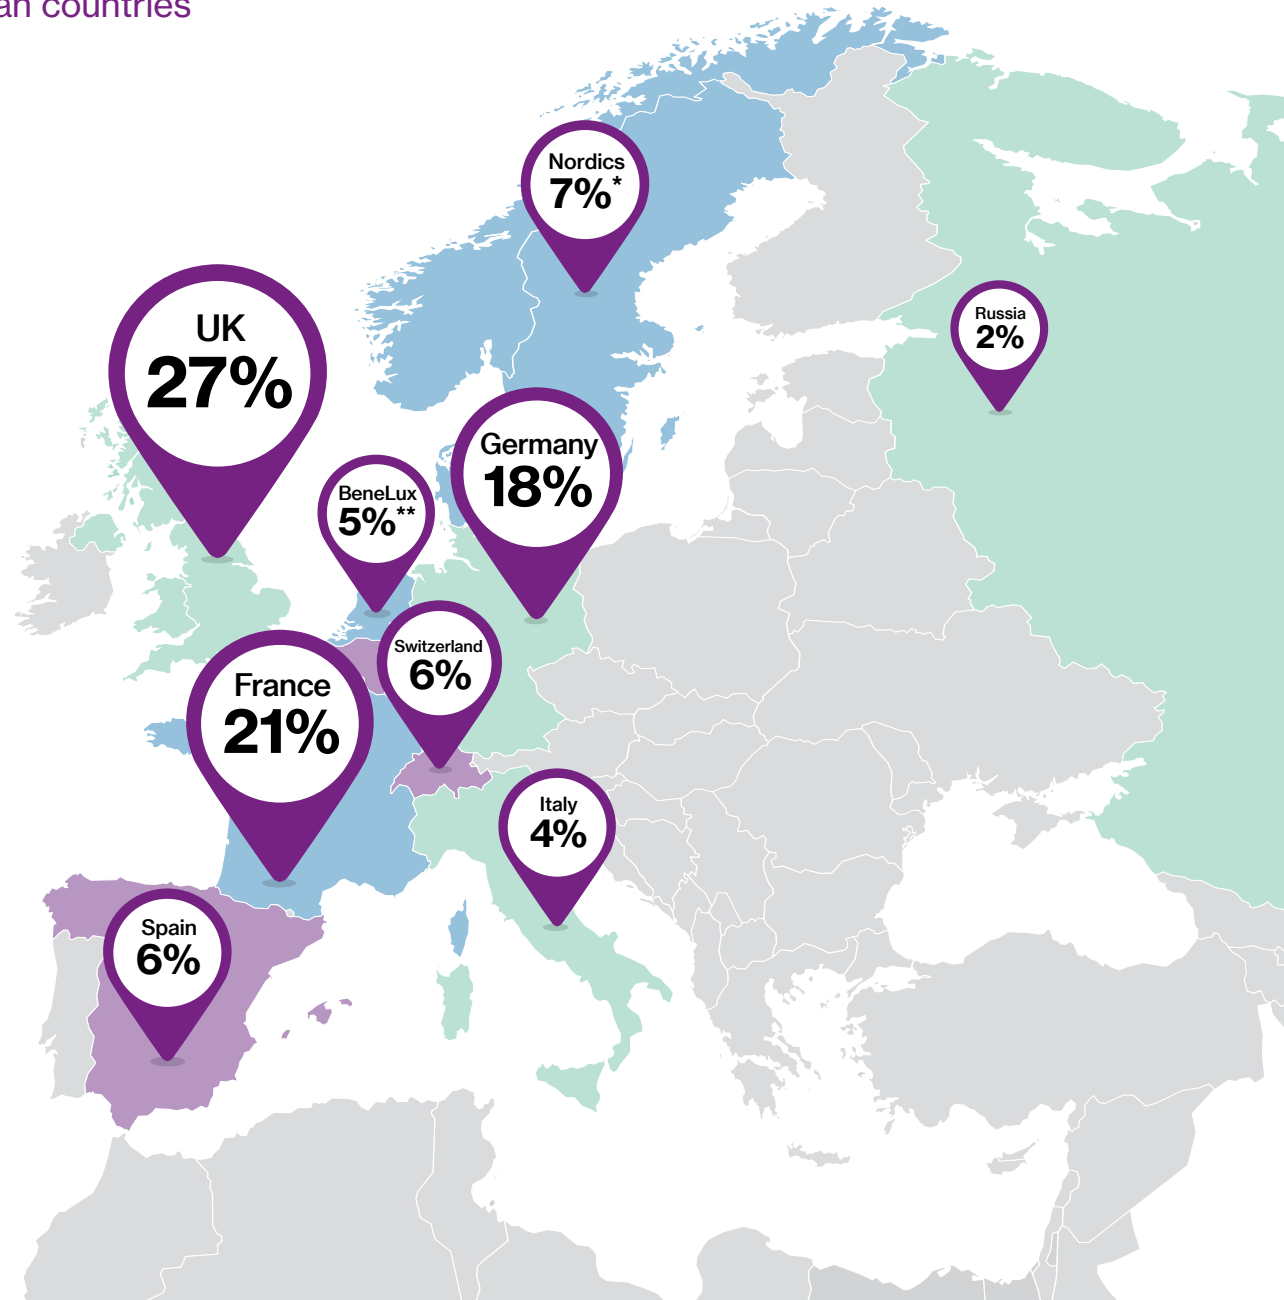 countries
Nordics
7%*
Russia
2%
UK
27%
Germany
18%
BeneLux
5%**
Switzerland
6%
France
21%
Italy
4%
Spain
6%